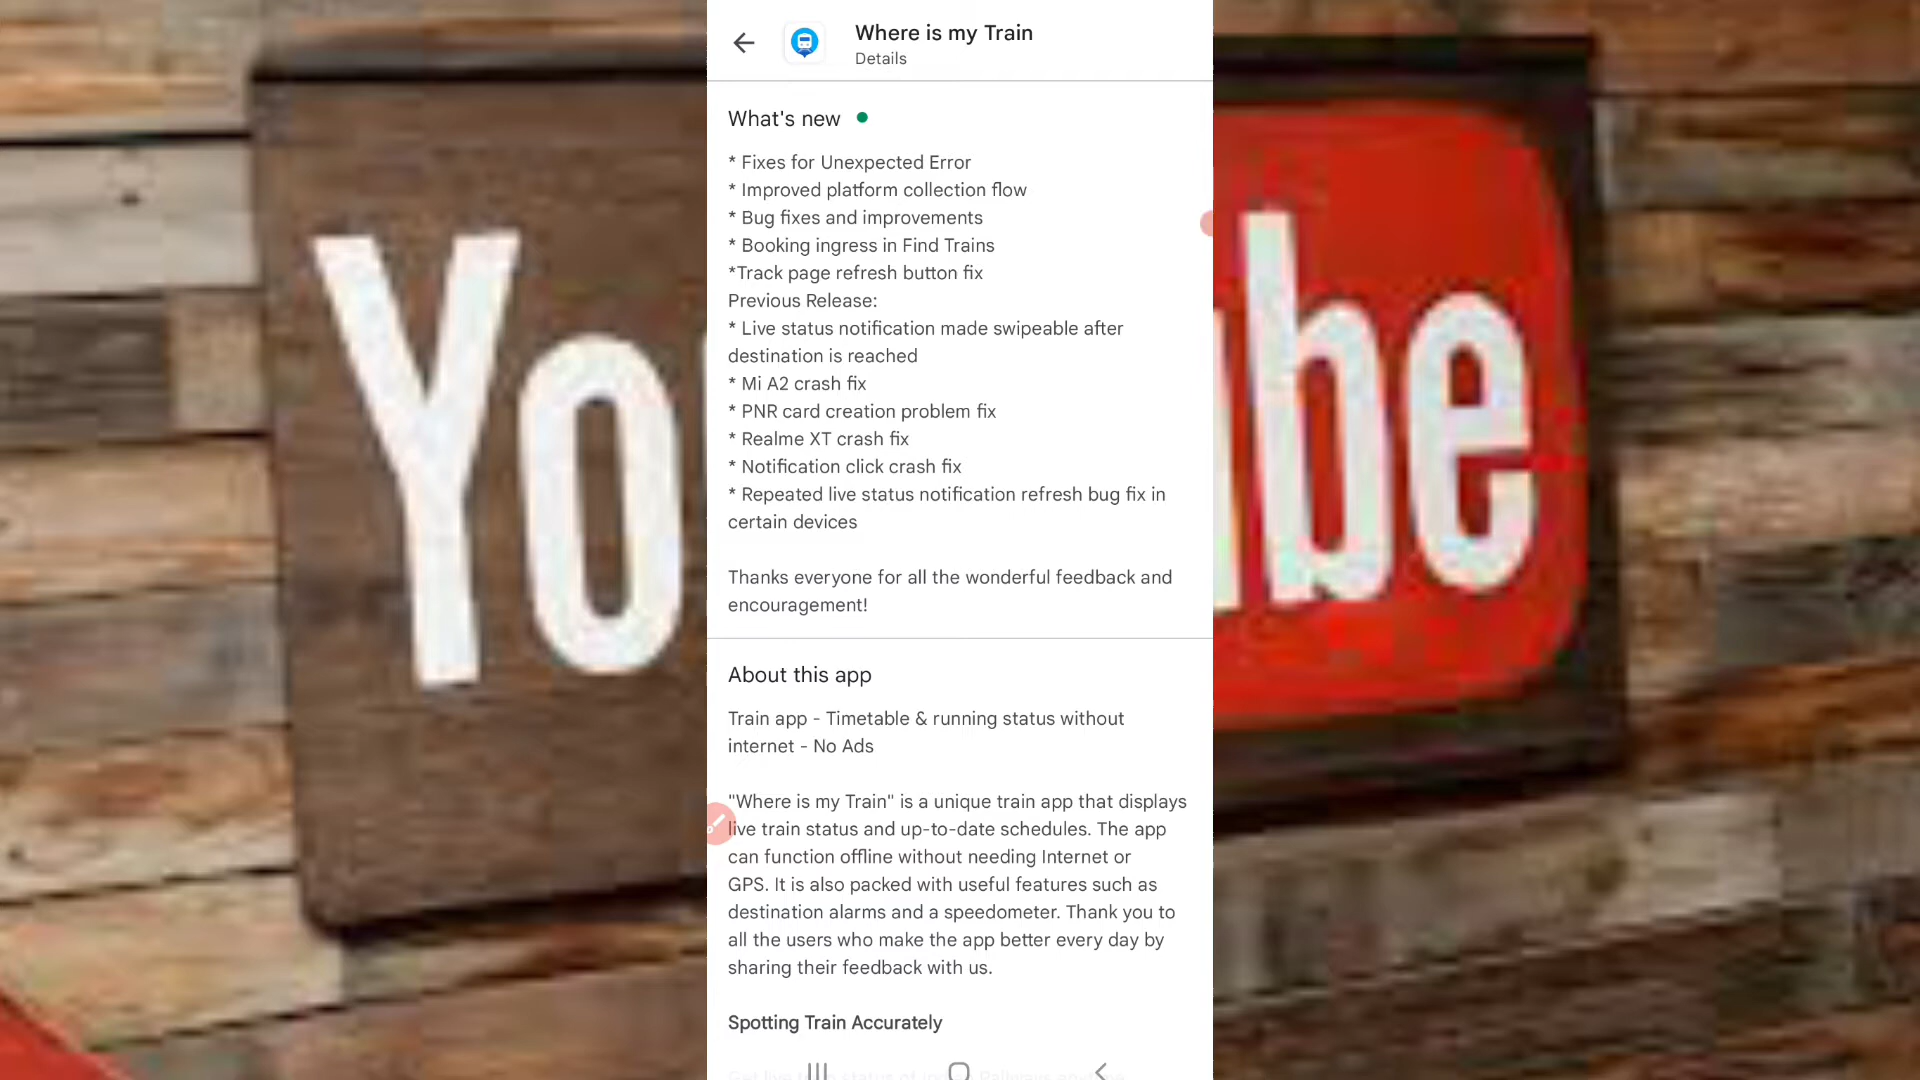 Where is my Train
Details
What's new
* Fixes for Unexpected Error
* Improved platform collection flow
* Bug fixes and improvements
* Booking ingress in Find Trains
*Track page refresh button fix
Previous Release:
* Live status notification made swipeable after
destination is reached
* Mi A2 crash fix
* PNR card creation problem fix
* Realme XT crash fix
* Notification click crash fix
* Repeated live status notification refresh bug fix in
certain devices
Thanks everyone for all the wonderful feedback and
encouragement!
About this app
Train app - Timetable & running status without
internet - No Ads
"Where is my Train" is a unique train app that displays
live train status and up-to-date schedules. The app
can function offline without needing Internet or
GPS. It is also packed with useful features such as
destination alarms and a speedometer. Thank you to
all the users who make the app better every day by
sharing their feedback with us.
Spotting Train Accurately
Yo
be